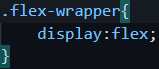 .flex-wrapper{
    display:flex;
}